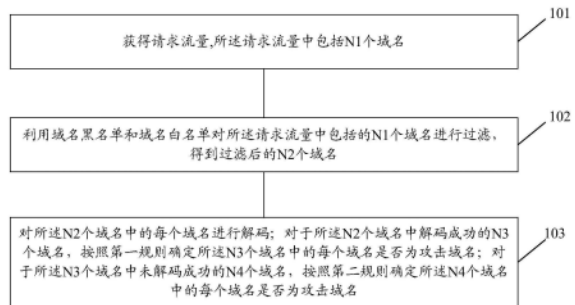 101
获得请求流量,所述请求流量中包括N1个域名
102
利用域名黑名单和域名白名单对所述请求流量中包括的N1个域名进行过滤,
得到过滤后的N2个域名
103
对所述N2个域名中的每个域名进行解码；对于所述N2个域名中解码成功的N3
个域名，按照第一规则确定所述N3个域名中的每个域名是否为攻击域名；对
于所述N3个域名中未解码成功的N4个域名，按照第二规则确定所述N4个域名
中的每个域名是否为攻击域名